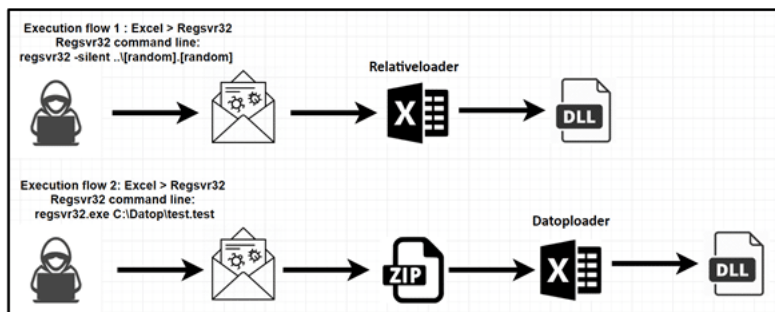 Execution flow 1 : Excel > Regsvr32
Regsvr32 command line:
regsvr32 -silent ..\[random].[random]
Relativeloader
X
DLL
Execution flow 2: Excel > Regsvr32
Regsvr32 command line:
regsvr32.exe C:\Datop\test.test
Datoploader
ZIP
X
DLL